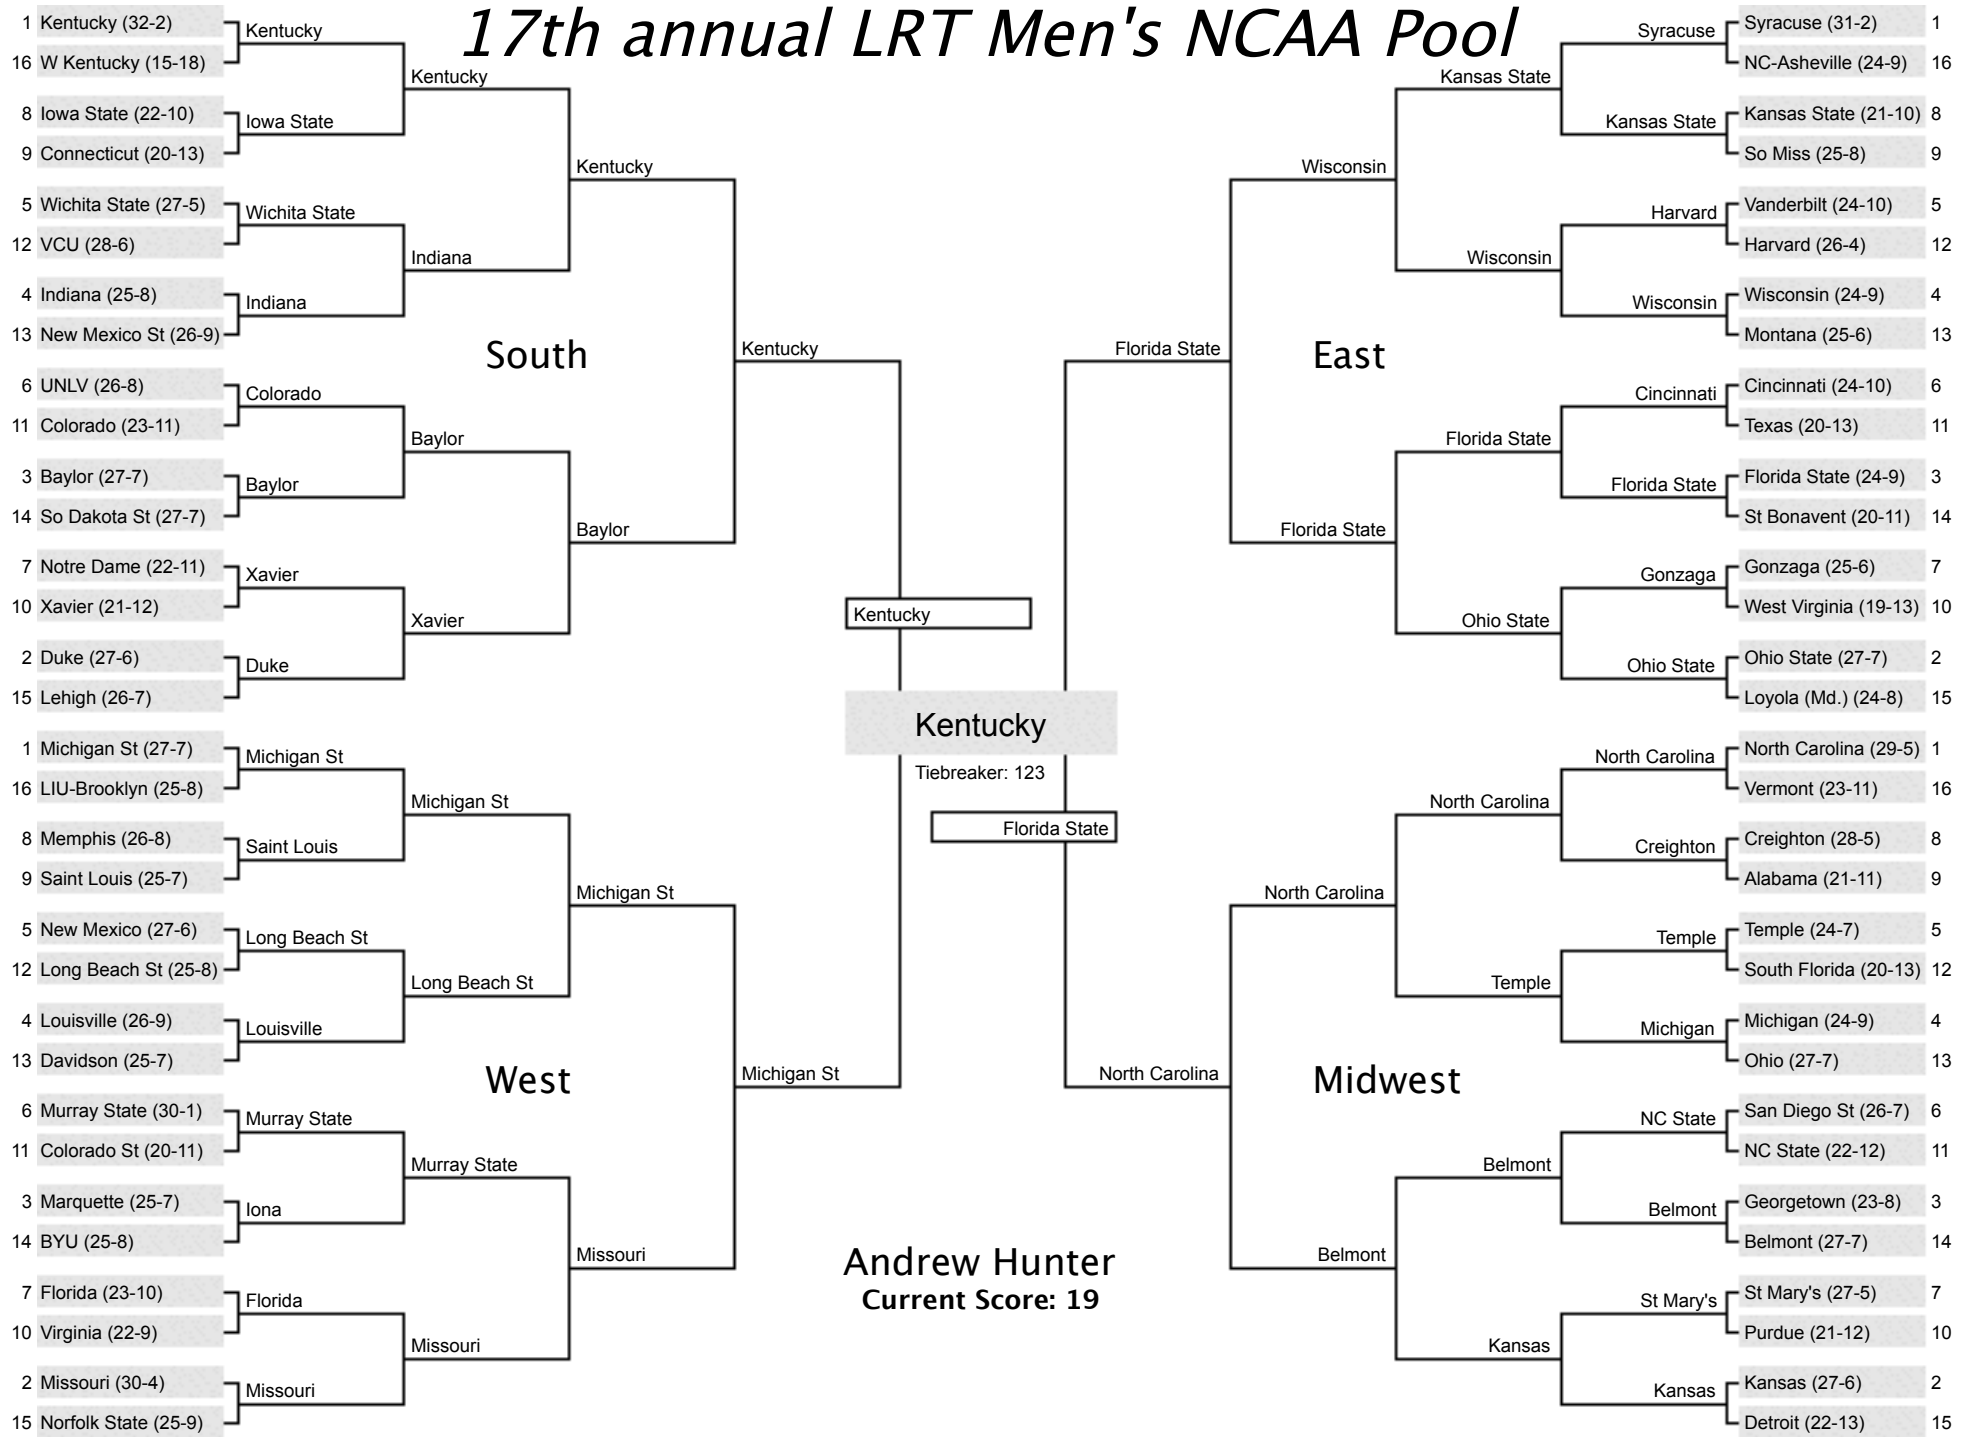 17th annual LRT Men's NCAA Pool
1 Kentucky (32-2)
16 W Kentucky (15-18)
8 Iowa State (22-10)
9 Connecticut (20-13)
5 Wichita State (27-5)
12 VCU (28-6)
4 Indiana (25-8)
13 New Mexico St (26-9)
6 UNLV (26-8)
11 Colorado (23-11)
3 Baylor (27-7)
14 So Dakota St (27-7)
7 Notre Dame (22-11)
10 Xavier (21-12)
2 Duke (27-6)
15 Lehigh (26-7)
Kentucky
Iowa State
Wichita State
Indiana
Colorado
Baylor
Xavier
Duke
Kentucky
Indiana
Baylor
Xavier
Kentucky
Baylor
Kentucky
South
1 Michigan St (27-7)
16 LIU-Brooklyn (25-8)
8 Memphis (26-8)
9 Saint Louis (25-7)
5 New Mexico (27-6)
12 Long Beach St (25-8)
4 Louisville (26-9)
13 Davidson (25-7)
6 Murray State (30-1)
11 Colorado St (20-11)
3 Marquette (25-7)
14 BYU (25-8)
7 Florida (23-10)
10 Virginia (22-9)
2 Missouri (30-4)
15 Norfolk State (25-9)
Michigan St
Saint Louis
Long Beach St
Louisville
Murray State
Iona
Florida
Missouri
Michigan St
Long Beach St
Murray State
Missouri
Michigan St
Missouri
Michigan St
West
Kentucky
Kentucky
Tiebreaker: 123
Florida State
Andrew Hunter
Current Score: 19
Syracuse (31-2) 1
NC-Asheville (24-9) 16
Kansas State (21-10) 8
So Miss (25-8) 9
Vanderbilt (24-10) 5
Harvard (26-4) 12
Wisconsin (24-9) 4
Montana (25-6) 13
Cincinnati (24-10) 6
Texas (20-13) 11
Florida State (24-9) 3
St Bonavent (20-11) 14
Gonzaga (25-6) 7
West Virginia (19-13) 10
Ohio State (27-7) 2
Loyola (Md.) (24-8) 15
Syracuse
Kansas State
Harvard
Wisconsin
Cincinnati
Florida State
Gonzaga
Ohio State
Kansas State
Wisconsin
Florida State
Ohio State
Wisconsin
Florida State
Florida State
East
North Carolina (29-5) 1
Vermont (23-11) 16
Creighton (28-5) 8
Alabama (21-11) 9
Temple (24-7) 5
South Florida (20-13) 12
Michigan (24-9) 4
Ohio (27-7) 13
San Diego St (26-7) 6
NC State (22-12) 11
Georgetown (23-8) 3
Belmont (27-7) 14
St Mary's (27-5) 7
Purdue (21-12) 10
Kansas (27-6) 2
Detroit (22-13) 15
North Carolina
Creighton
Temple
Michigan
NC State
Belmont
St Mary's
Kansas
North Carolina
Temple
Belmont
Kansas
North Carolina
Belmont
North Carolina
Midwest